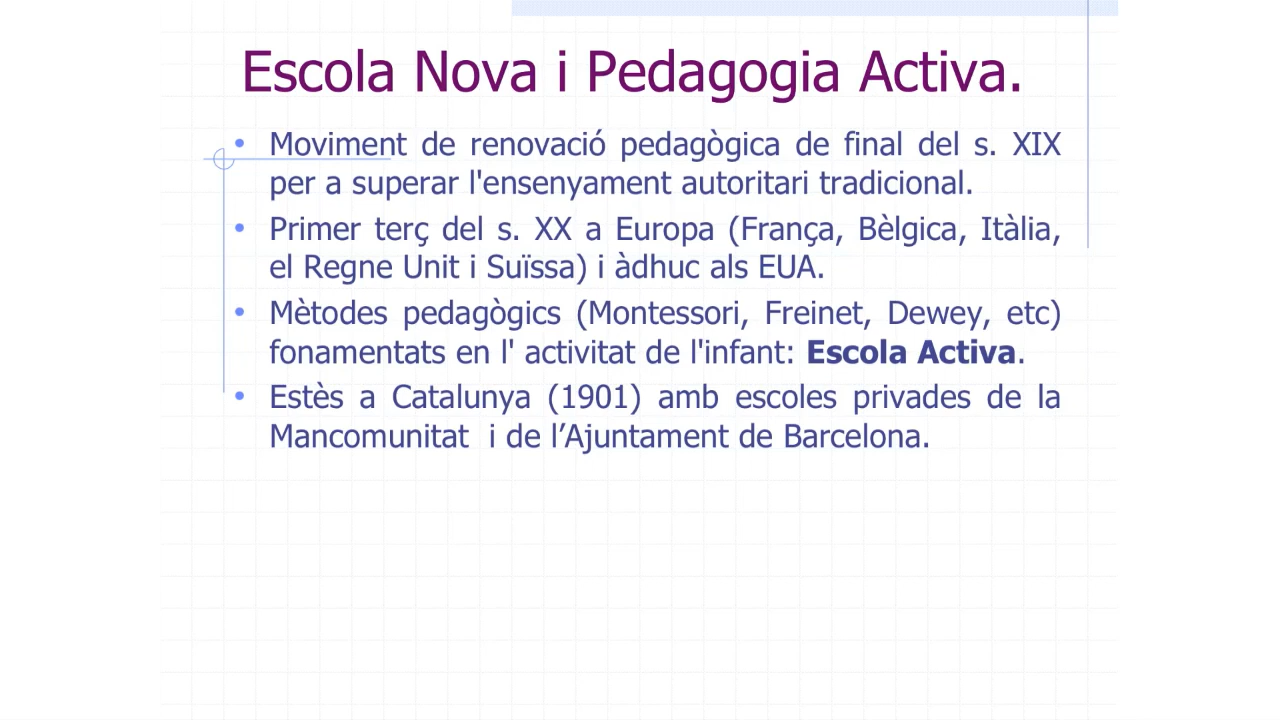 Escola Nova i Pedagogia Activa.
• Moviment de renovació pedagògica de final del s. XIX
per a superar l'ensenyament autoritari tradicional.
• Primer terç del s. XX a Europa (França, Bèlgica, Itàlia,
el Regne Unit i Suïssa) i àdhuc als EUA.
• Mètodes pedagògics (Montessori, Freinet, Dewey, etc)
fonamentats en l' activitat de l'infant: Escola Activa.
• Estès a Catalunya (1901) amb escoles privades de la
Mancomunitat  i de l’Ajuntament de Barcelona.